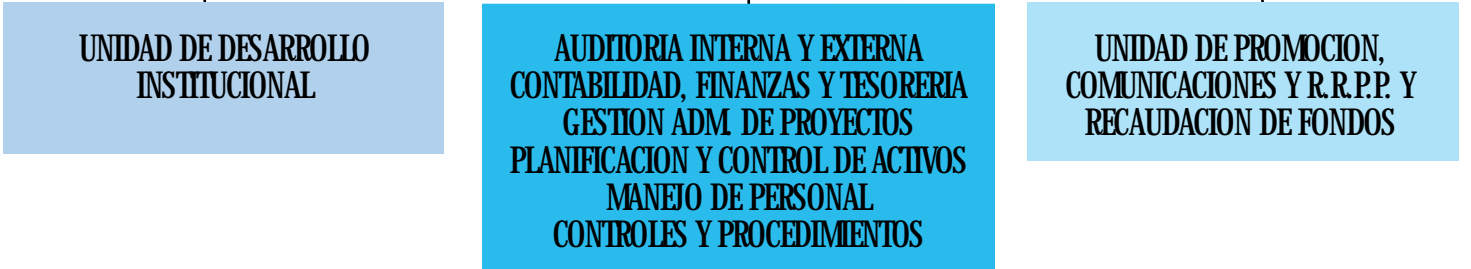 UNIDAD DE DESARROLLO
INSTITUCIONAL
AUDITORIA INTERNA Y EXTERNA
CONTABILIDAD, FINANZAS Y TESORERIA
GESTION ADM. DE PROYECTOS
PLANIFICACION Y CONTROL DE ACTIVOS
MANEJO DE PERSONAL
CONTROLES Y PROCEDIMIENTOS
UNIDAD DE PROMOCION,
COMUNICACIONES Y R.R.P.P. Y
RECAUDACION DE FONDOS